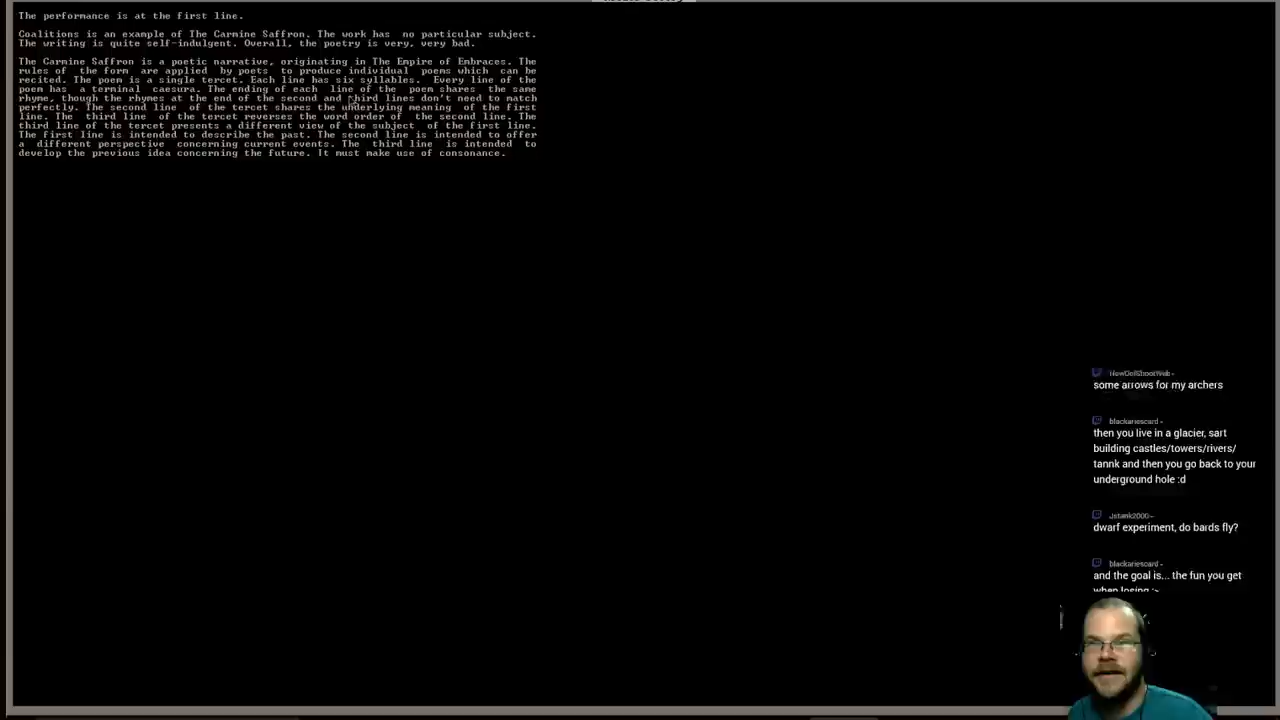 The performance is at the first line.
Coalitions is an example of The Carmine Saffron. The work has no particular subject.
The writing is quite self-indulgent. Overall, the poetry is very, very bad.
The Carmine Saffron is a poetic narrative, originating in The Empire of Embraces. The
rules of the form are applied by poets to produce individual poems which can be
recited. The poem is a single tercet. Each line has six syllables. Every line of the
poem has a terminal caesura. The ending of each line of the poem shares the same
rhyme, though the rhymes at the end of the second and third lines don't need to match
perfectly. The second line of the tercet shares the underlying meaning of the first
line. The third line of the tercet reverses the word order of the second line. The
third line of the tercet presents a different view of the subject of the first line.
The first line is intended to describe the past. The second line is intended to offer
a different perspective concerning current events. The third line is intended to
develop the previous idea concerning the future. It must make use of consonance.
some arrows for my archers
blackariescard -
then you live in a glacier, sart
building castles/towers/rivers/
tannk and then you go back to your
underground hole :d
Jstank2000 -
dwarf experiment, do bards fly?
blackariescard -
and the goal is... the fun you get
when losing :~